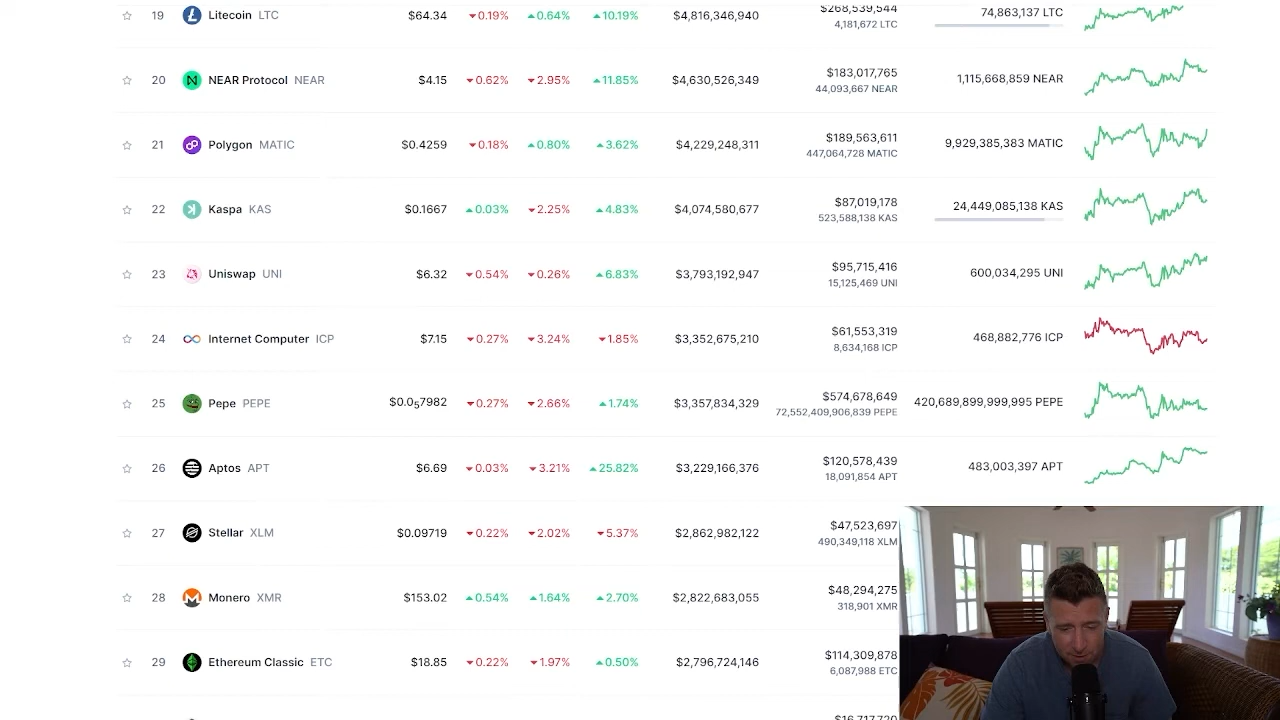 19 Litecoin LTC $64.34 0.19% 0.64% 10.19% $4,816,346,940 $268,539,544 74,863,137 LTC
4,181,672 LTC
20 NEAR Protocol NEAR $4.15 0.62% 2.95% 11.85% $4,630,526,349 $183,017,765 1,115,668,859 NEAR
44,093,667 NEAR
21 Polygon MATIC $0.4259 0.18% 0.80% 3.62% $4,229,248,311 $189,563,611 9,929,385,383 MATIC
447,064,728 MATIC
22 Kaspa KAS $0.1667 0.03% 2.25% 4.83% $4,074,580,677 $87,019,178 24,449,085,138 KAS
523,588,138 KAS
23 Uniswap UNI $6.32 0.54% 0.26% 6.83% $3,793,192,947 $95,715,416 600,034,295 UNI
15,125,469 UNI
24 Internet Computer ICP $7.15 0.27% 3.24% 1.85% $3,352,675,210 $61,553,319 468,882,776 ICP
8,634,168 ICP
25 Pepe PEPE $0.0₅7982 0.27% 2.66% 1.74% $3,357,834,329 $574,678,649 420,689,899,999,995 PEPE
72,552,409,906,839 PEPE
26 Aptos APT $6.69 0.03% 3.21% 25.82% $3,229,166,376 $120,578,439 483,003,397 APT
18,091,854 APT
27 Stellar XLM $0.09719 0.22% 2.02% 5.37% $2,862,982,122 $47,523,697
490,349,118 XLM
28 Monero XMR $153.02 0.54% 1.64% 2.70% $2,822,683,055 $48,294,275
318,901 XMR
29 Ethereum Classic ETC $18.85 0.22% 1.97% 0.50% $2,796,724,146 $114,309,878
6,087,988 ETC